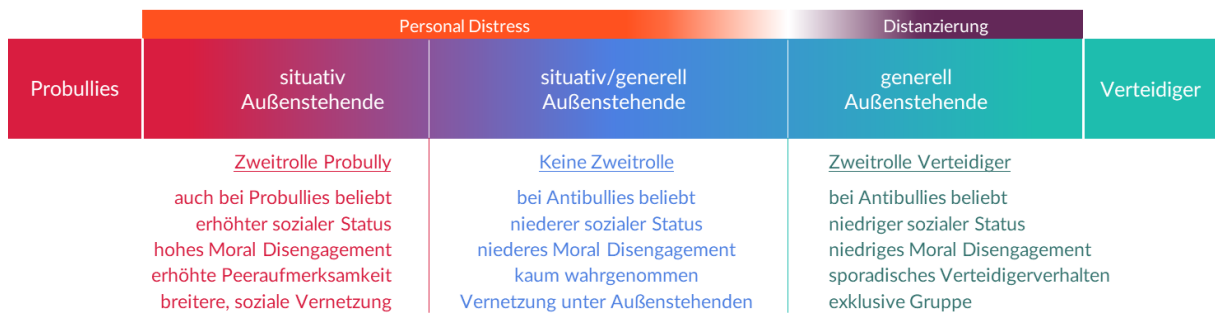 Personal Distress
Distanzierung
Probullies
situativ
Außenstehende
situativ/generell
Außenstehende
generell
Außenstehende
Verteidiger
Zweitrolle Probully
auch bei Probullies beliebt
erhöhter sozialer Status
hohes Moral Disengagement
erhöhte Peeraufmerksamkeit
breitere, soziale Vernetzung
Keine Zweitrolle
bei Antibullies beliebt
niederer sozialer Status
niederes Moral Disengagement
kaum wahrgenommen
Vernetzung unter Außenstehenden
Zweitrolle Verteidiger
bei Antibullies beliebt
niedriger sozialer Status
niedriges Moral Disengagement
sporadisches Verteidigerverhalten
exklusive Gruppe